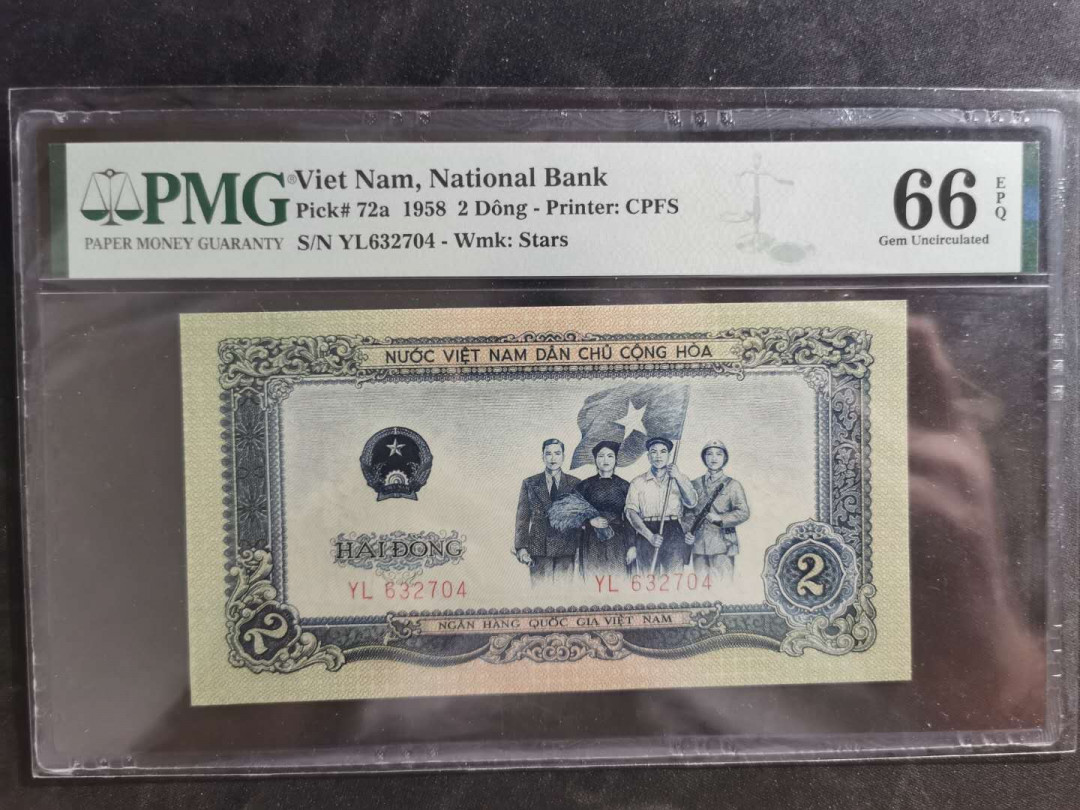 PMG®
PAPER MONEY GUARANTY
Viet Nam, National Bank
Pick# 72a 1958 2 Dông - Printer: CPFS
S/N YL632704 - Wmk: Stars
66 EPQ
Gem Uncirculated
NƯỚC VIỆT NAM DÂN CHỦ CỘNG HÒA
HAI ĐỒNG
YL 632704
YL 632704
2
2
NGÂN HÀNG QUỐC GIA VIỆT NAM